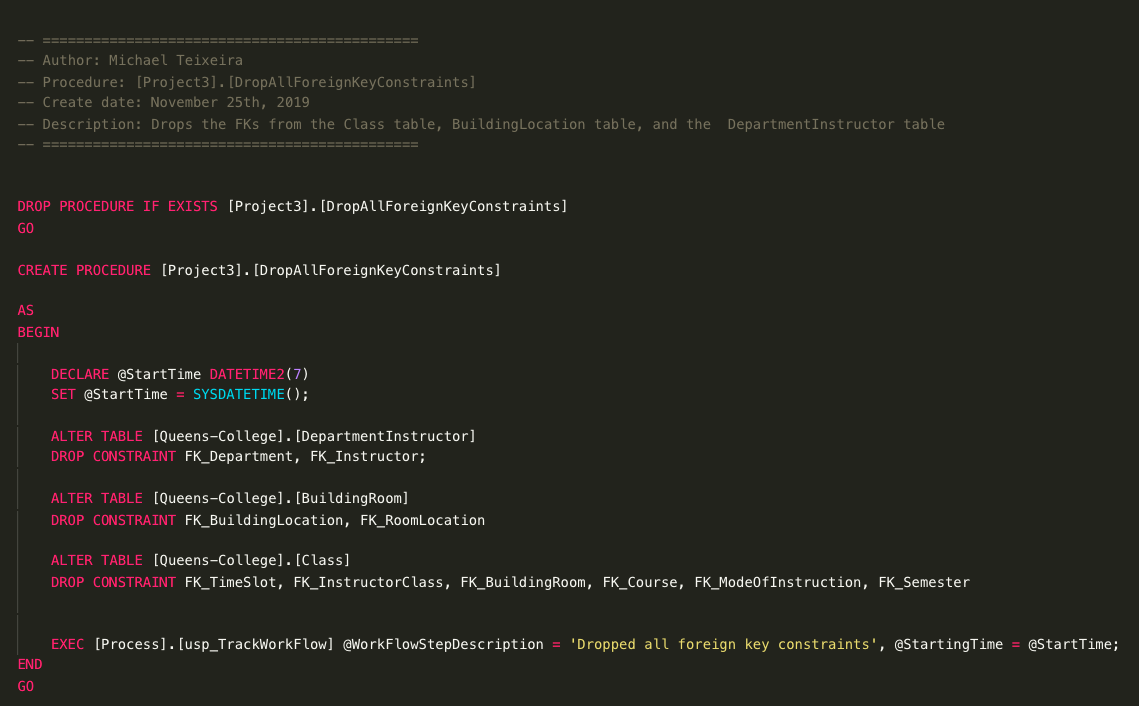 -- =============================================
-- Author: Michael Teixeira
-- Procedure: [Project3].[DropAllForeignKeyConstraints]
-- Create date: November 25th, 2019
-- Description: Drops the FKs from the Class table, BuildingLocation table, and the  DepartmentInstructor table
-- =============================================
DROP PROCEDURE IF EXISTS [Project3].[DropAllForeignKeyConstraints]
GO
CREATE PROCEDURE [Project3].[DropAllForeignKeyConstraints]
AS
BEGIN
DECLARE @StartTime DATETIME2(7)
SET @StartTime = SYSDATETIME();
ALTER TABLE [Queens-College].[DepartmentInstructor]
DROP CONSTRAINT FK_Department, FK_Instructor;
ALTER TABLE [Queens-College].[BuildingRoom]
DROP CONSTRAINT FK_BuildingLocation, FK_RoomLocation
ALTER TABLE [Queens-College].[Class]
DROP CONSTRAINT FK_TimeSlot, FK_InstructorClass, FK_BuildingRoom, FK_Course, FK_ModeOfInstruction, FK_Semester
EXEC [Process].[usp_TrackWorkFlow] @WorkFlowStepDescription = 'Dropped all foreign key constraints', @StartingTime = @StartTime;
END
GO